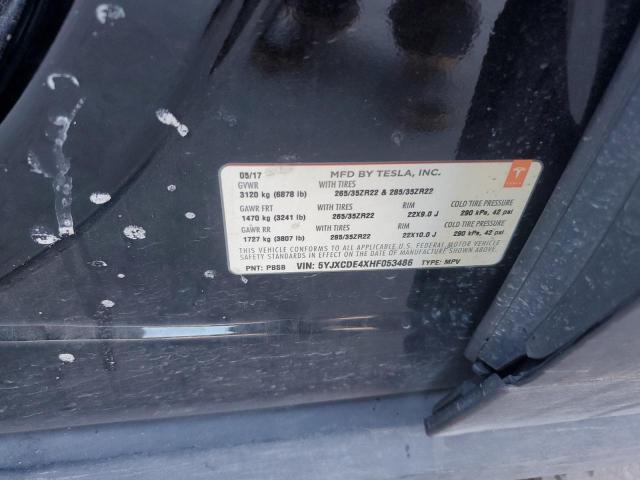 05/17 MFD BY TESLA, INC.
GVWR WITH TIRES
3120 kg (6878 lb) 265/35ZR22 & 285/35ZR22
GAWR FRT WITH TIRES RIM COLD TIRE PRESSURE
1470 kg (3241 lb) 265/35ZR22 22X9.0 J 290 kPa, 42 psi
GAWR RR WITH TIRES RIM COLD TIRE PRESSURE
1727 kg (3807 lb) 285/35ZR22 22X10.0 J 290 kPa, 42 psi
THIS VEHICLE CONFORMS TO ALL APPLICABLE U.S. FEDERAL MOTOR VEHICLE
SAFETY STANDARDS IN EFFECT ON THE DATE OF MANUFACTURE SHOWN ABOVE.
PNT: PBSB VIN: 5YJXCDE4XHF053486 TYPE: MPV
TESLA